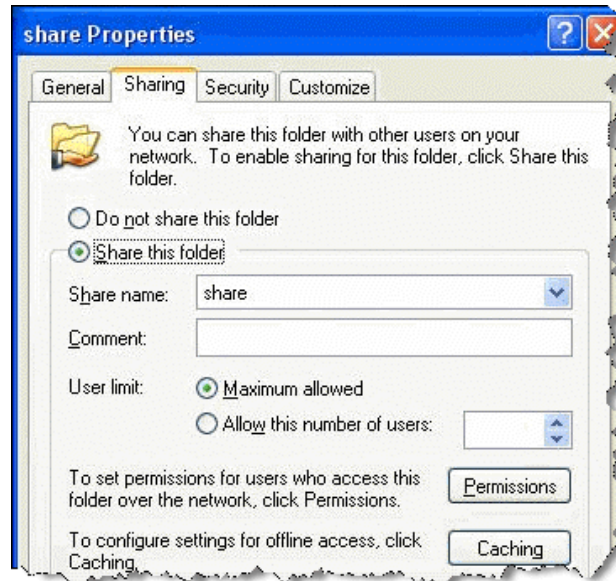 share Properties
General Sharing Security Customize
You can share this folder with other users on your
network. To enable sharing for this folder, click Share this
folder.
Do not share this folder
Share this folder
Share name: share
Comment:
User limit: Maximum allowed
Allow this number of users:
To set permissions for users who access this
folder over the network, click Permissions.
Permissions
To configure settings for offline access, click
Caching.
Caching